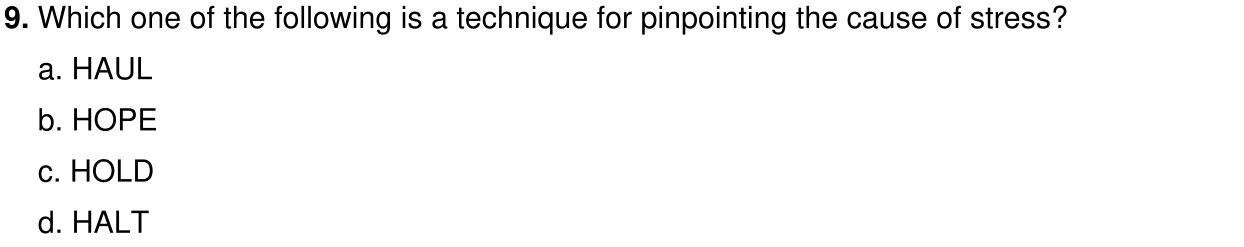 9. Which one of the following is a technique for pinpointing the cause of stress?
a. HAUL
b. HOPE
c. HOLD
d. HALT